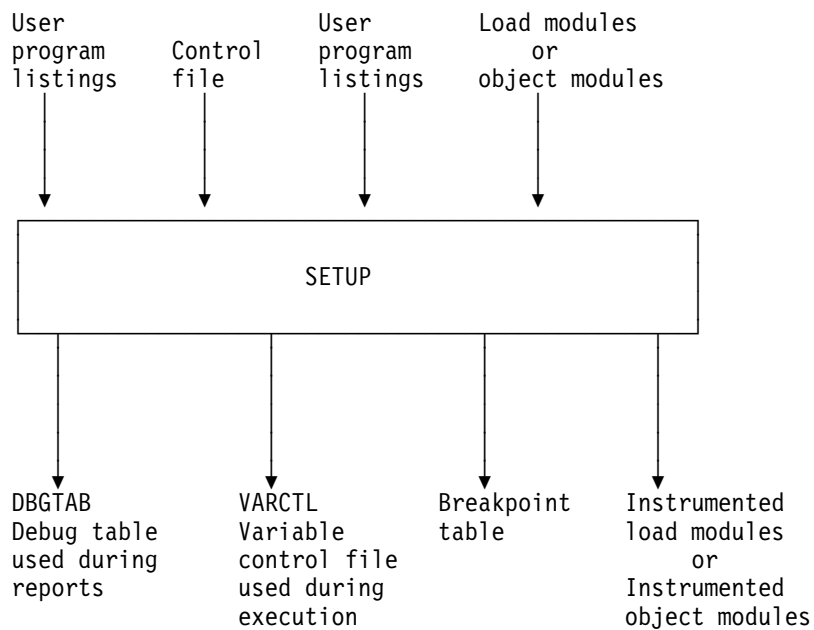 User
program
listings
Control
file
User
program
listings
Load modules
or
object modules
SETUP
DBGTAB
Debug table
used during
reports
VARCTL
Variable
control file
used during
execution
Breakpoint
table
Instrumented
load modules
or
Instrumented
object modules